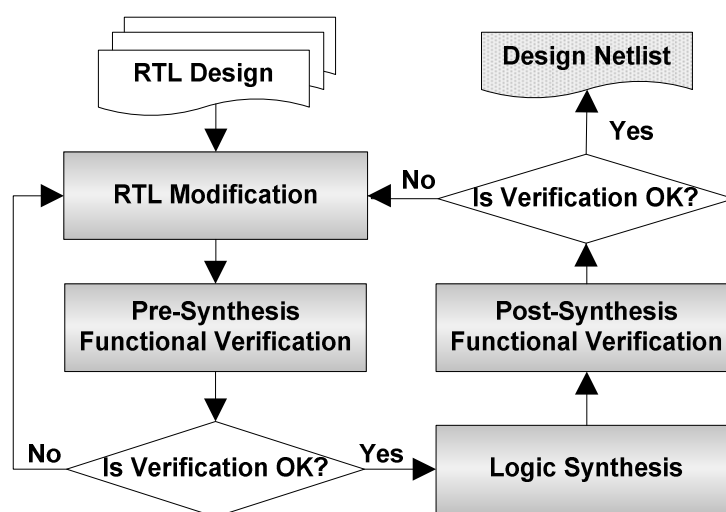 RTL Design
Design Netlist
Yes
RTL Modification
No
Is Verification OK?
Pre-Synthesis
Functional Verification
Post-Synthesis
Functional Verification
No
Is Verification OK?
Yes
Logic Synthesis